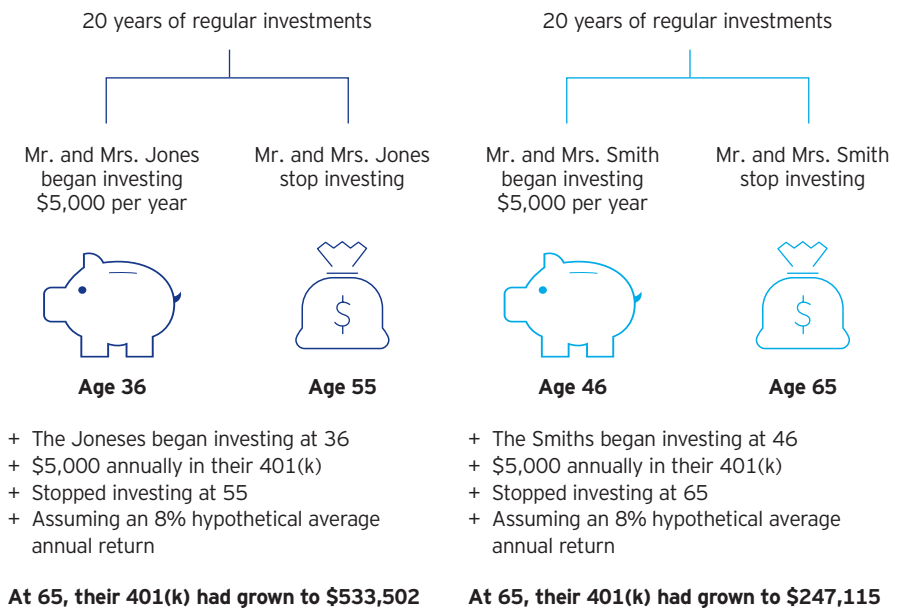 20 years of regular investments
Mr. and Mrs. Jones
began investing
$5,000 per year
Mr. and Mrs. Jones
stop investing
$
Age 36
Age 55
+ The Joneses began investing at 36
+ $5,000 annually in their 401(k)
+ Stopped investing at 55
+ Assuming an 8% hypothetical average
annual return
At 65, their 401(k) had grown to $533,502
20 years of regular investments
Mr. and Mrs. Smith
began investing
$5,000 per year
Mr. and Mrs. Smith
stop investing
$
Age 46
Age 65
+ The Smiths began investing at 46
+ $5,000 annually in their 401(k)
+ Stopped investing at 65
+ Assuming an 8% hypothetical average
annual return
At 65, their 401(k) had grown to $247,115